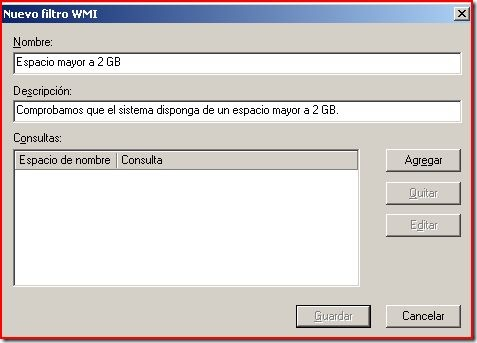 Nuevo filtro WMI
Nombre:
Espacio mayor a 2 GB
Descripción:
Comprobamos que el sistema disponga de un espacio mayor a 2 GB.
Consultas:
Espacio de nombre Consulta
Agregar
Quitar
Editar
Guardar Cancelar